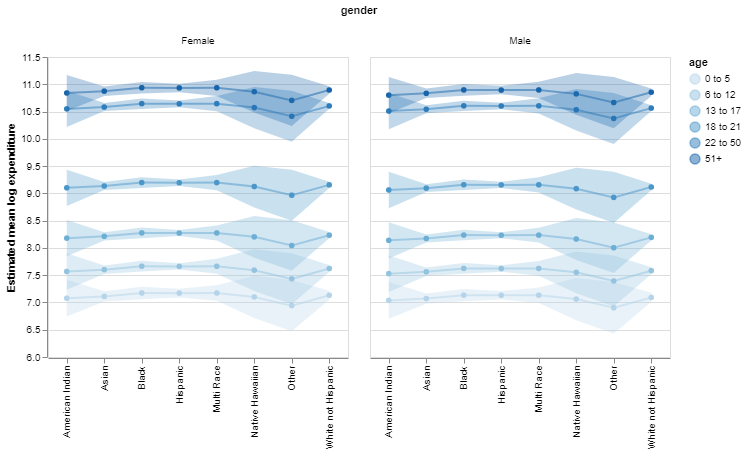 gender
Female
Male
Estimated mean log expenditure
11.5
11.0
10.5
10.0
9.5
9.0
8.5
8.0
7.5
7.0
6.5
6.0
American Indian
Asian
Black
Hispanic
Multi Race
Native Hawaiian
Other
White not Hispanic
American Indian
Asian
Black
Hispanic
Multi Race
Native Hawaiian
Other
White not Hispanic
age
0 to 5
6 to 12
13 to 17
18 to 21
22 to 50
51+